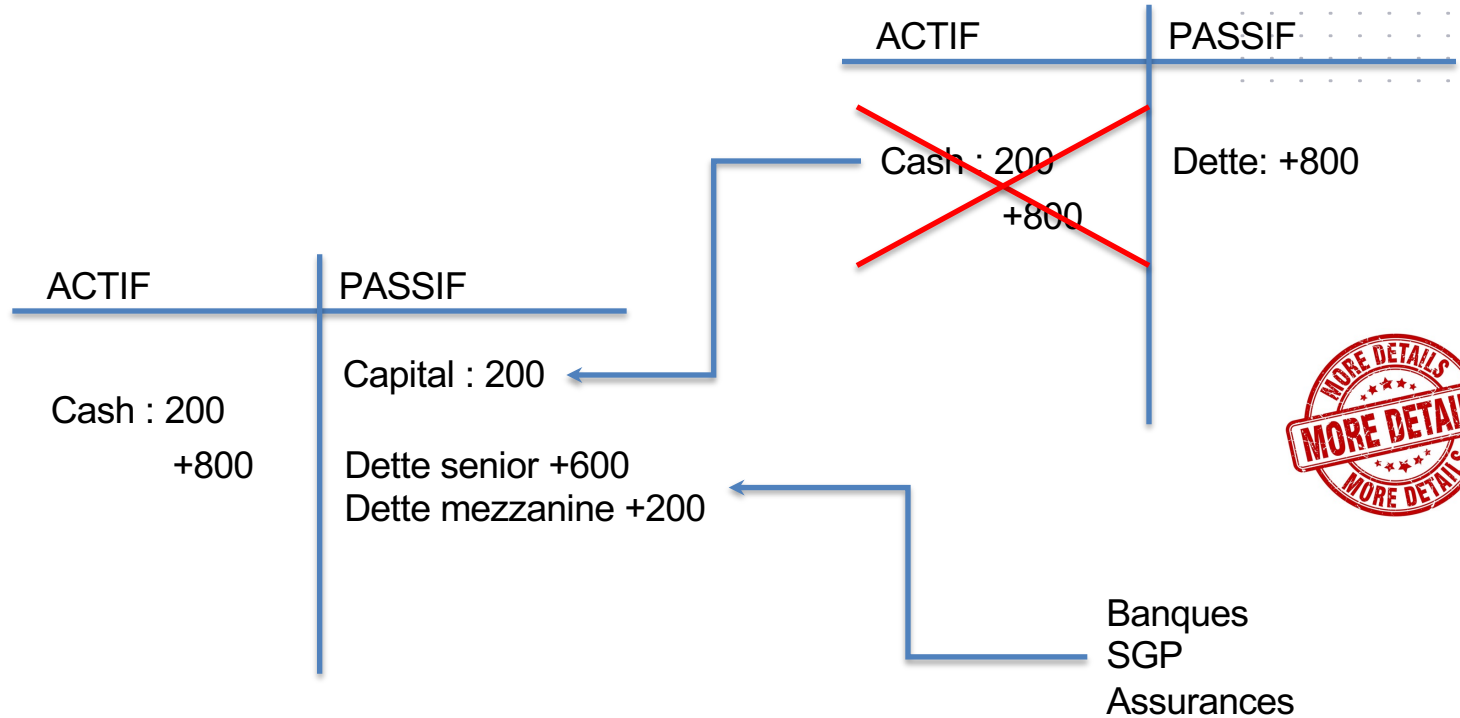 ACTIF
PASSIF
Cash : 200
+800
Dette: +800
ACTIF
PASSIF
Capital : 200
Cash : 200
+800
Dette senior +600
Dette mezzanine +200
MORE DETAILS
MORE DETAI
MORE DETAILS
Banques
SGP
Assurances